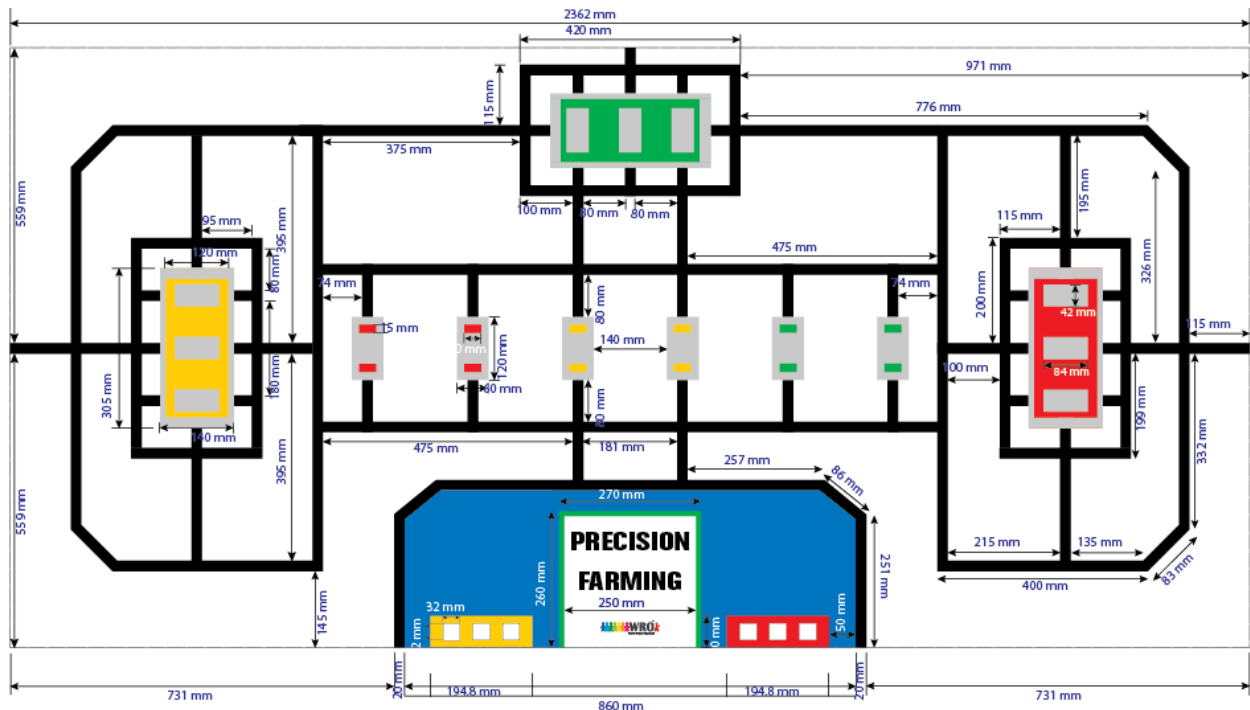 2362 mm
420 mm
971 mm
776 mm
115 mm
375 mm
100 mm
80 mm
80 mm
195 mm
559 mm
95 mm
395 mm
115 mm
475 mm
326 mm
120 mm
80 mm
74 mm
74 mm
200 mm
80 mm
42 mm
15 mm
140 mm
115 mm
120 mm
180 mm
305 mm
60 mm
100 mm
84 mm
199 mm
140 mm
475 mm
181 mm
257 mm
86 mm
332 mm
395 mm
559 mm
270 mm
PRECISION
FARMING
260 mm
250 mm
251 mm
215 mm
135 mm
83 mm
400 mm
145 mm
32 mm
WRO
50 mm
731 mm
20 mm
194.8 mm
194.8 mm
20 mm
731 mm
860 mm